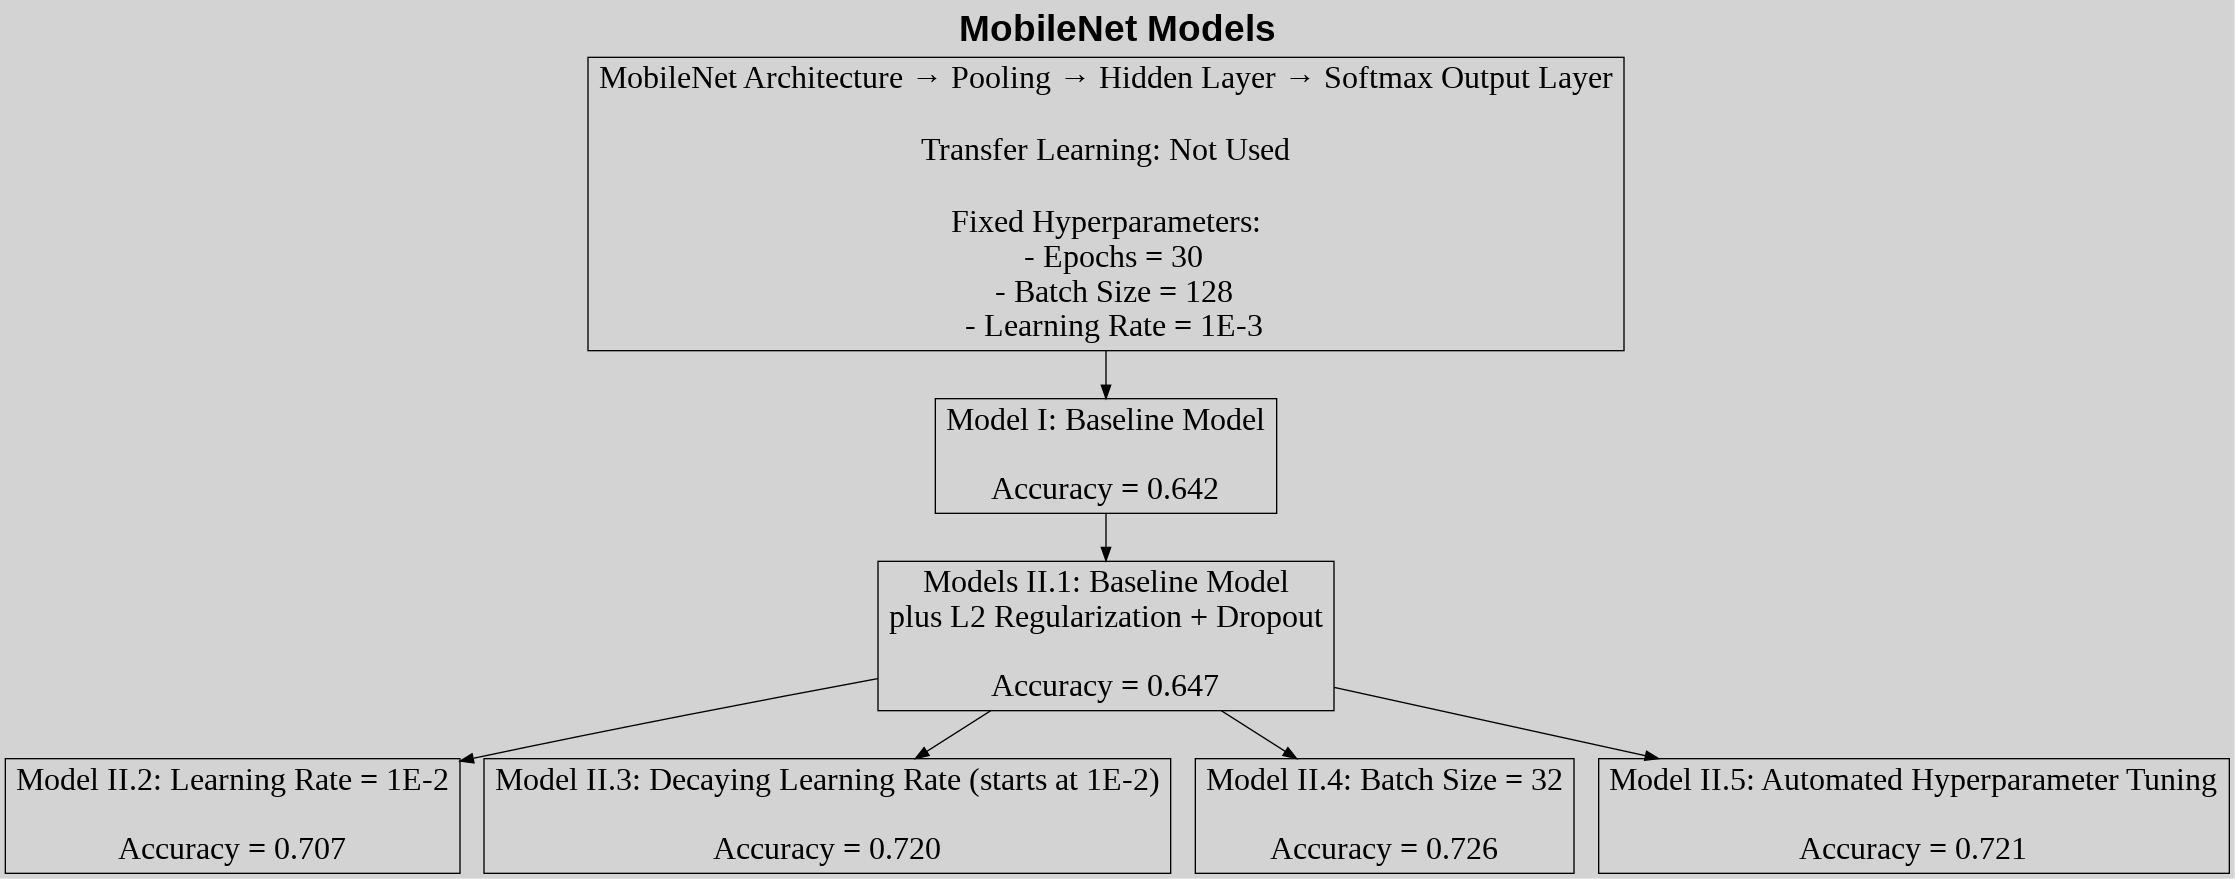 MobileNet Models
MobileNet Architecture → Pooling → Hidden Layer → Softmax Output Layer
Transfer Learning: Not Used
Fixed Hyperparameters:
- Epochs = 30
- Batch Size = 128
- Learning Rate = 1E-3
Model I: Baseline Model
Accuracy = 0.642
Models II.1: Baseline Model
plus L2 Regularization + Dropout
Accuracy = 0.647
Model II.2: Learning Rate = 1E-2
Accuracy = 0.707
Model II.3: Decaying Learning Rate (starts at 1E-2)
Accuracy = 0.720
Model II.4: Batch Size = 32
Accuracy = 0.726
Model II.5: Automated Hyperparameter Tuning
Accuracy = 0.721